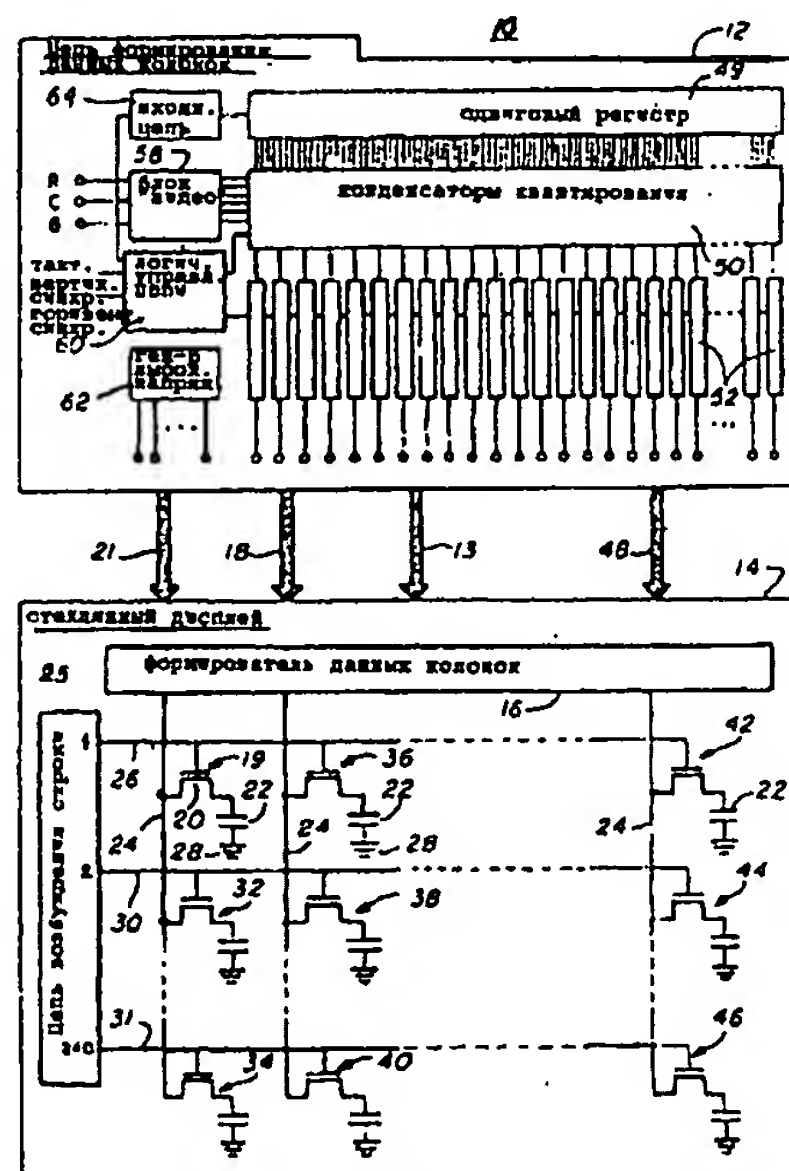 10
12
Цепь формирования
данных колонок
49
64
входн.
цепь
сдвиговый регистр
58
блок
видео
R
C
B
конденсаторы квантирования
50
такт.
вертик.
синхр.
горизонт.
синхр.
60
логич.
управл.
62
ген-р
напряж.
52
21
18
13
48
14
стеклянный дисплей
25
формирователь данных колонок
16
Цепь возбуждения строки
1
26
19
20
22
24
28
36
22
24
28
42
22
24
2
30
32
38
44
240
31
34
40
46